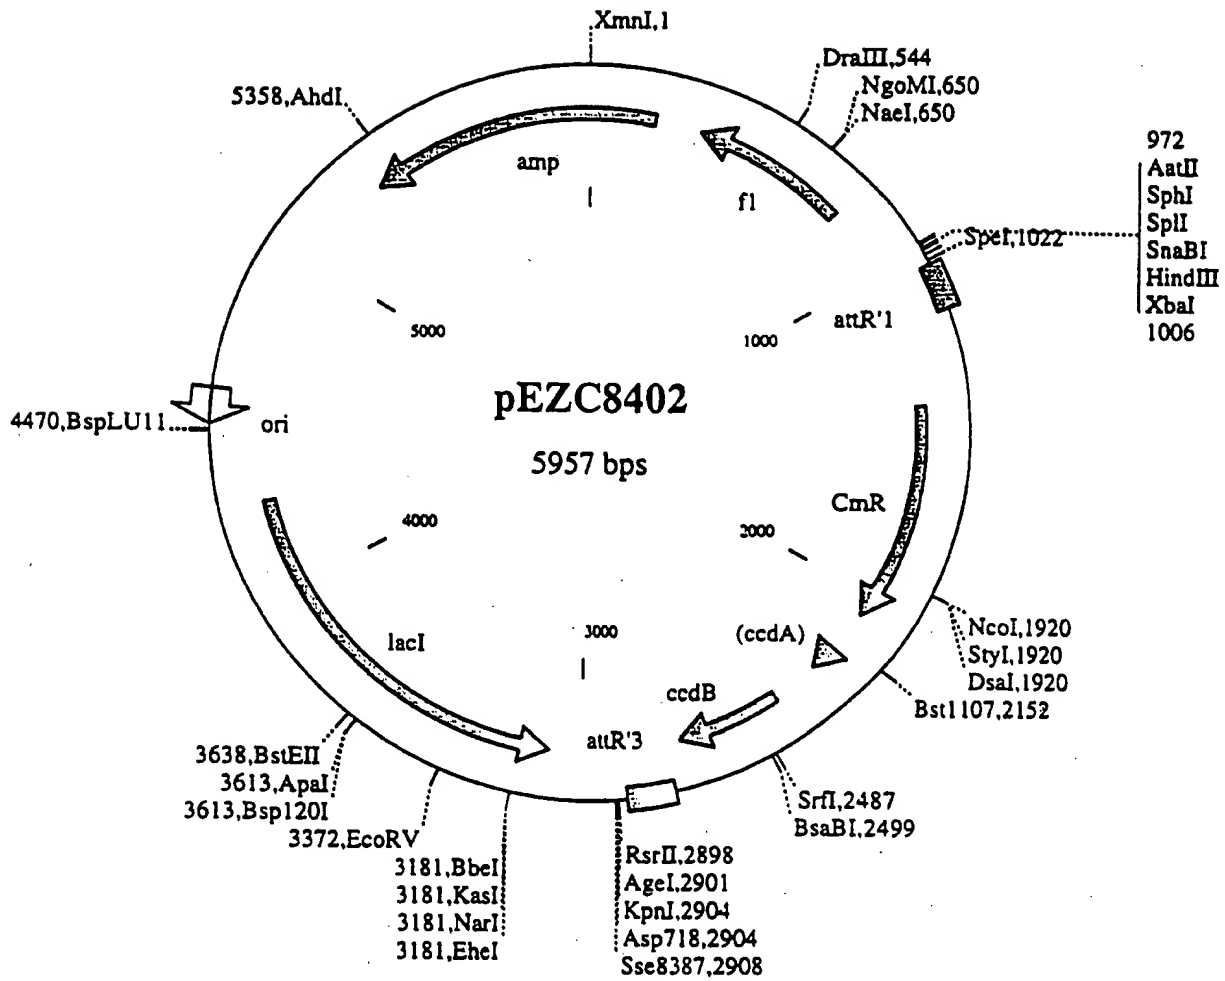 XmnI,1
DraIII,544
NgoMI,650
NaeI,650
5358,AhdI
972
AatII
SphI
SplI
SnaBI
HindIII
XbaI
1006
SpeI,1022
amp
f1
attR'1
5000
1000
pEZC8402
5957 bps
4470,BspLU11
ori
CmR
4000
2000
lacI
3000
(ccdA)
ccdB
attR'3
NcoI,1920
StyI,1920
DsaI,1920
Bst1107,2152
SrfI,2487
BsaBI,2499
3638,BstEII
3613,ApaI
3613,Bsp120I
3372,EcoRV
3181,BbeI
3181,KasI
3181,NarI
3181,EheI
RsrII,2898
AgeI,2901
KpnI,2904
Asp718,2904
Sse8387,2908